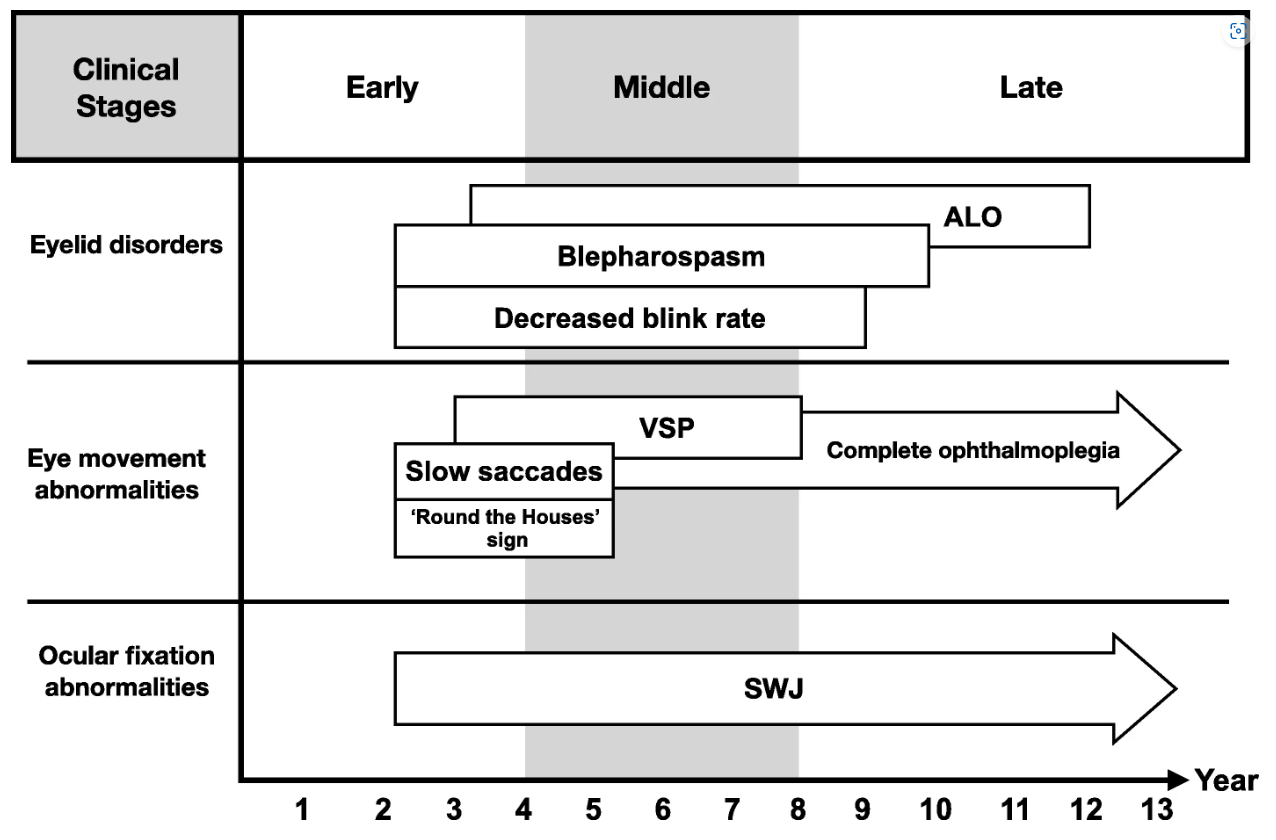 Clinical
Stages
Early
Middle
Late
Eyelid disorders
ALO
Blepharospasm
Decreased blink rate
Eye movement
abnormalities
VSP
Complete ophthalmoplegia
Slow saccades
‘Round the Houses’
sign
Ocular fixation
abnormalities
SWJ
Year
1 2 3 4 5 6 7 8 9 10 11 12 13